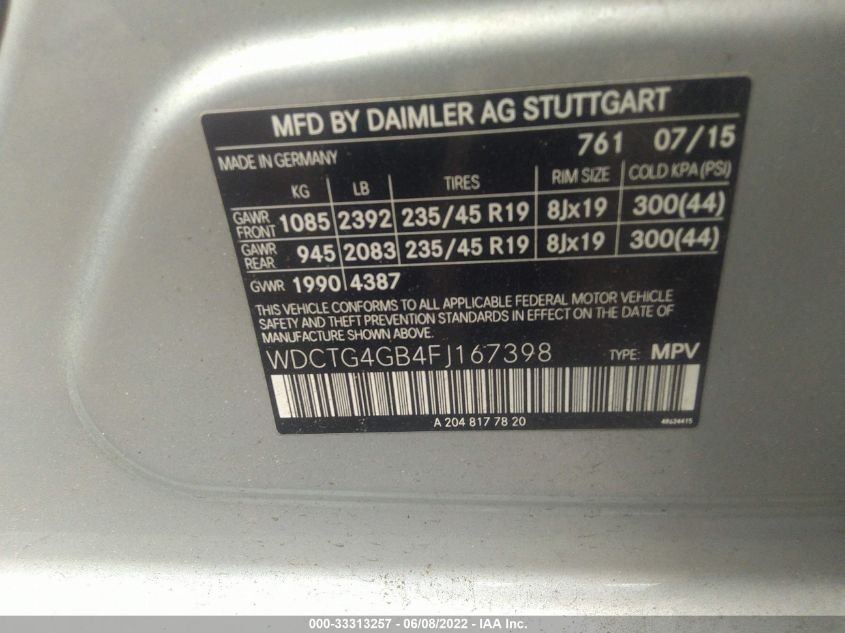 MFD BY DAIMLER AG STUTTGART
MADE IN GERMANY 761 07/15
KG LB TIRES RIM SIZE COLD KPA(PSI)
GAWR FRONT 1085 2392 235/45 R19 8Jx19 300(44)
GAWR REAR 945 2083 235/45 R19 8Jx19 300(44)
GVWR 1990 4387
THIS VEHICLE CONFORMS TO ALL APPLICABLE FEDERAL MOTOR VEHICLE
SAFETY AND THEFT PREVENTION STANDARDS IN EFFECT ON THE DATE OF
MANUFACTURE SHOWN ABOVE.
WDCTG4GB4FJ167398 TYPE: MPV
A 204 817 78 20 48624415
000-33313257 - 06/08/2022 - IAA Inc.